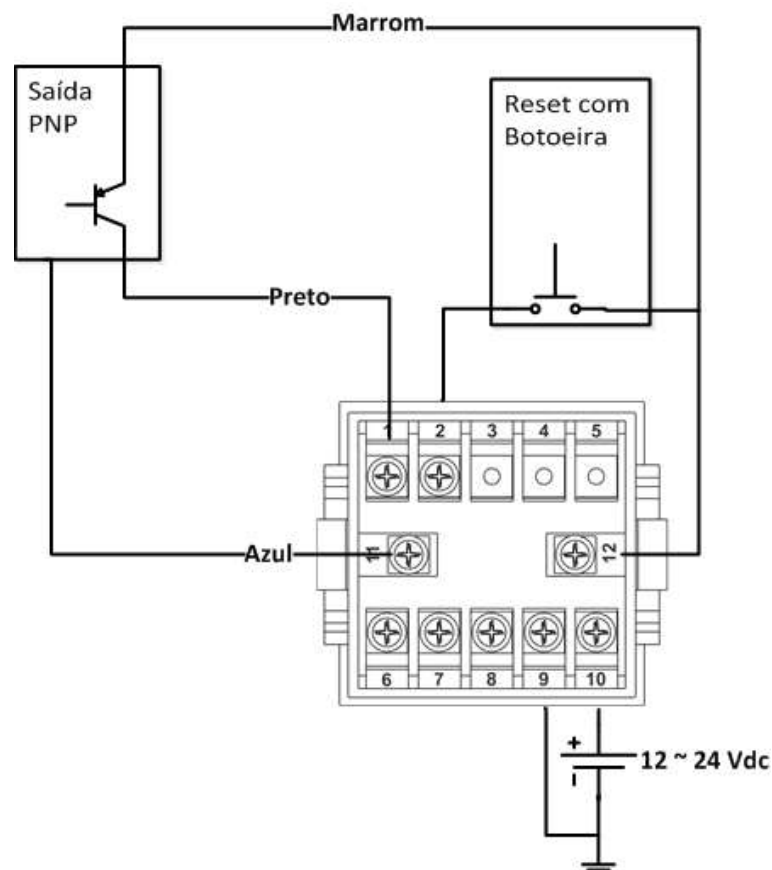 Marrom
Saída
PNP
Reset com
Botoeira
Preto
1 2 3 4 5
Azul
11 12
6 7 8 9 10
+
12 ~ 24 Vdc
-